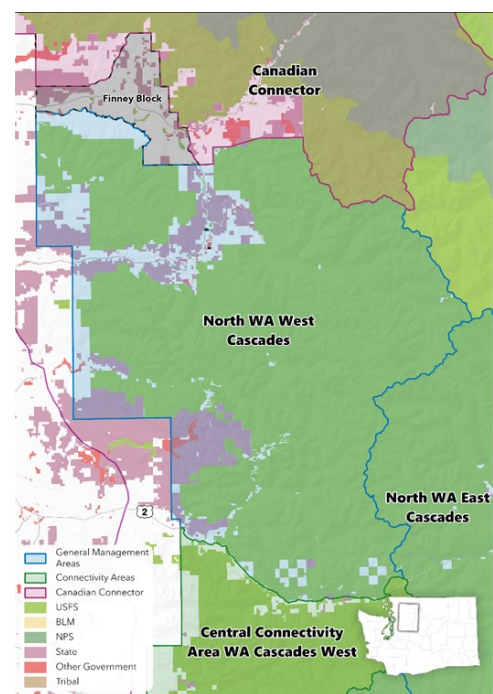 Canadian
Connector
Finney Block
North WA West
Cascades
North WA East
Cascades
2
General Management
Areas
Connectivity Areas
Canadian Connector
USFS
BLM
NPS
State
Other Government
Tribal
Central Connectivity
Area WA Cascades West